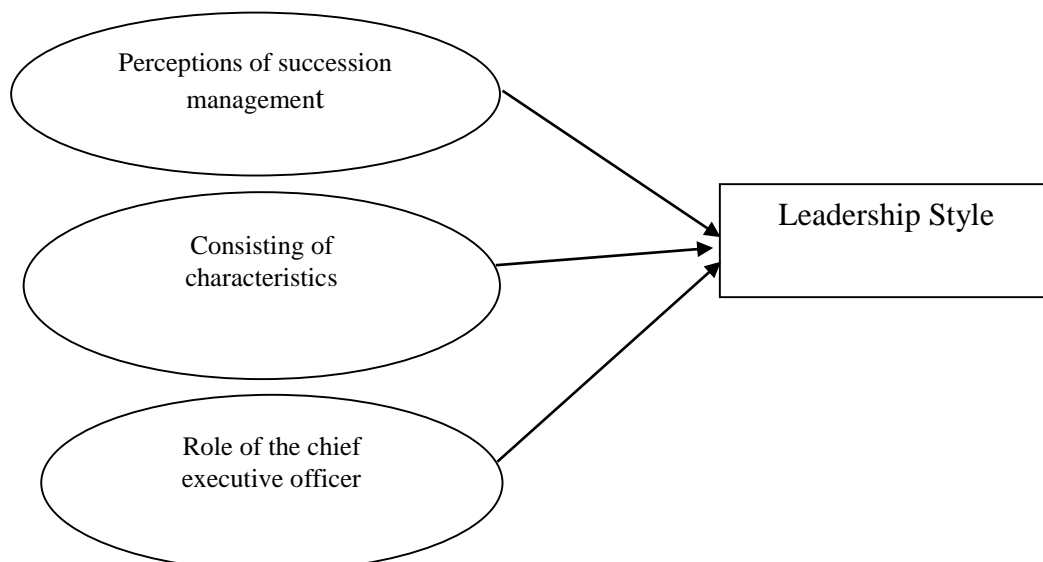 Perceptions of succession
management
Consisting of
characteristics
Leadership Style
Role of the chief
executive officer